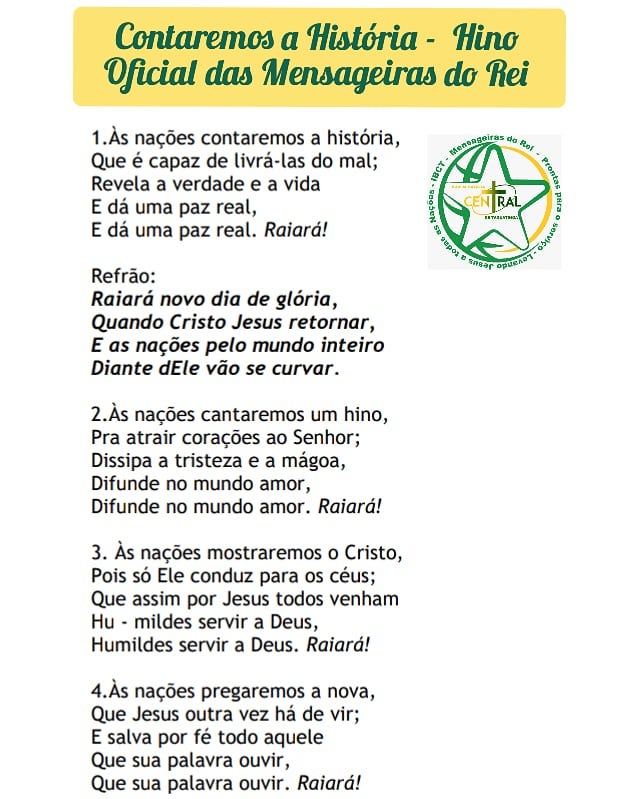 Contaremos a História - Hino
Oficial das Mensageiras do Rei
1.Às nações contaremos a história,
Que é capaz de livrá-las do mal;
Revela a verdade e a vida
E dá uma paz real,
E dá uma paz real. Raiará!
IBCT - Mensageiras do Rei - Prontas para o serviço - Levando Jesus a todas as Nações -
CENTRAL
DE TAGUATINGA
Refrão:
Raiará novo dia de glória,
Quando Cristo Jesus retornar,
E as nações pelo mundo inteiro
Diante dEle vão se curvar.
2.Às nações cantaremos um hino,
Pra atrair corações ao Senhor;
Dissipa a tristeza e a mágoa,
Difunde no mundo amor,
Difunde no mundo amor. Raiará!
3. Às nações mostraremos o Cristo,
Pois só Ele conduz para os céus;
Que assim por Jesus todos venham
Hu - mildes servir a Deus,
Humildes servir a Deus. Raiará!
4.Às nações pregaremos a nova,
Que Jesus outra vez há de vir;
E salva por fé todo aquele
Que sua palavra ouvir,
Que sua palavra ouvir. Raiará!